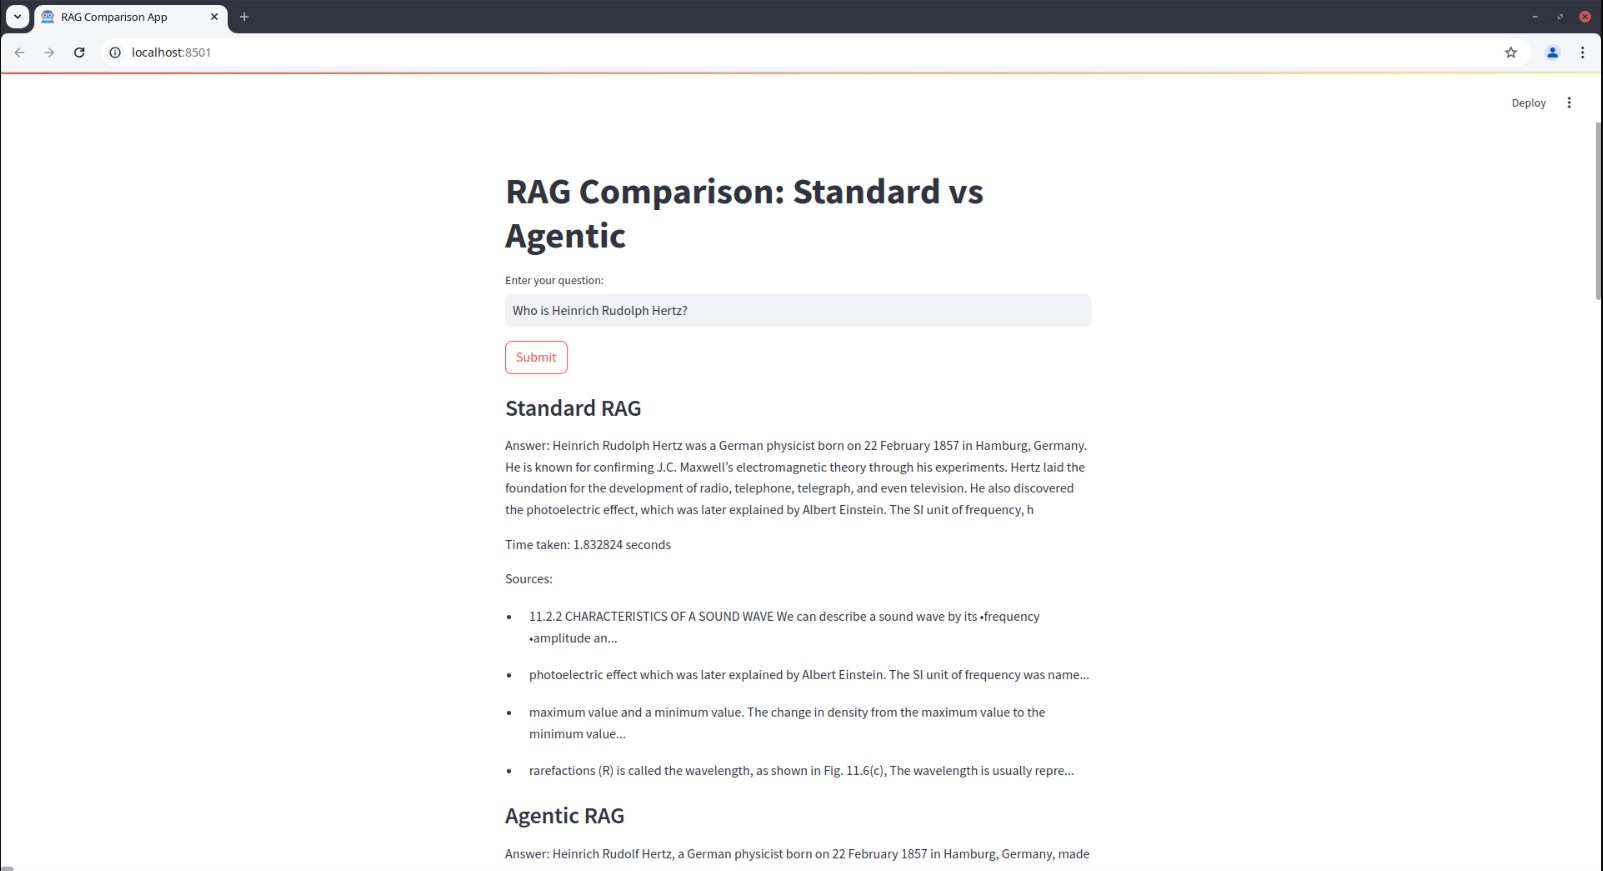 RAG Comparison App
localhost:8501
Deploy
RAG Comparison: Standard vs
Agentic
Enter your question:
Who is Heinrich Rudolph Hertz?
Submit
Standard RAG
Answer: Heinrich Rudolph Hertz was a German physicist born on 22 February 1857 in Hamburg, Germany.
He is known for confirming J.C. Maxwell's electromagnetic theory through his experiments. Hertz laid the
foundation for the development of radio, telephone, telegraph, and even television. He also discovered
the photoelectric effect, which was later explained by Albert Einstein. The SI unit of frequency, h
Time taken: 1.832824 seconds
Sources:
• 11.2.2 CHARACTERISTICS OF A SOUND WAVE We can describe a sound wave by its •frequency
•amplitude an...
• photoelectric effect which was later explained by Albert Einstein. The SI unit of frequency was name...
• maximum value and a minimum value. The change in density from the maximum value to the
minimum value...
• rarefactions (R) is called the wavelength, as shown in Fig. 11.6(c), The wavelength is usually repre...
Agentic RAG
Answer: Heinrich Rudolf Hertz, a German physicist born on 22 February 1857 in Hamburg, Germany, made